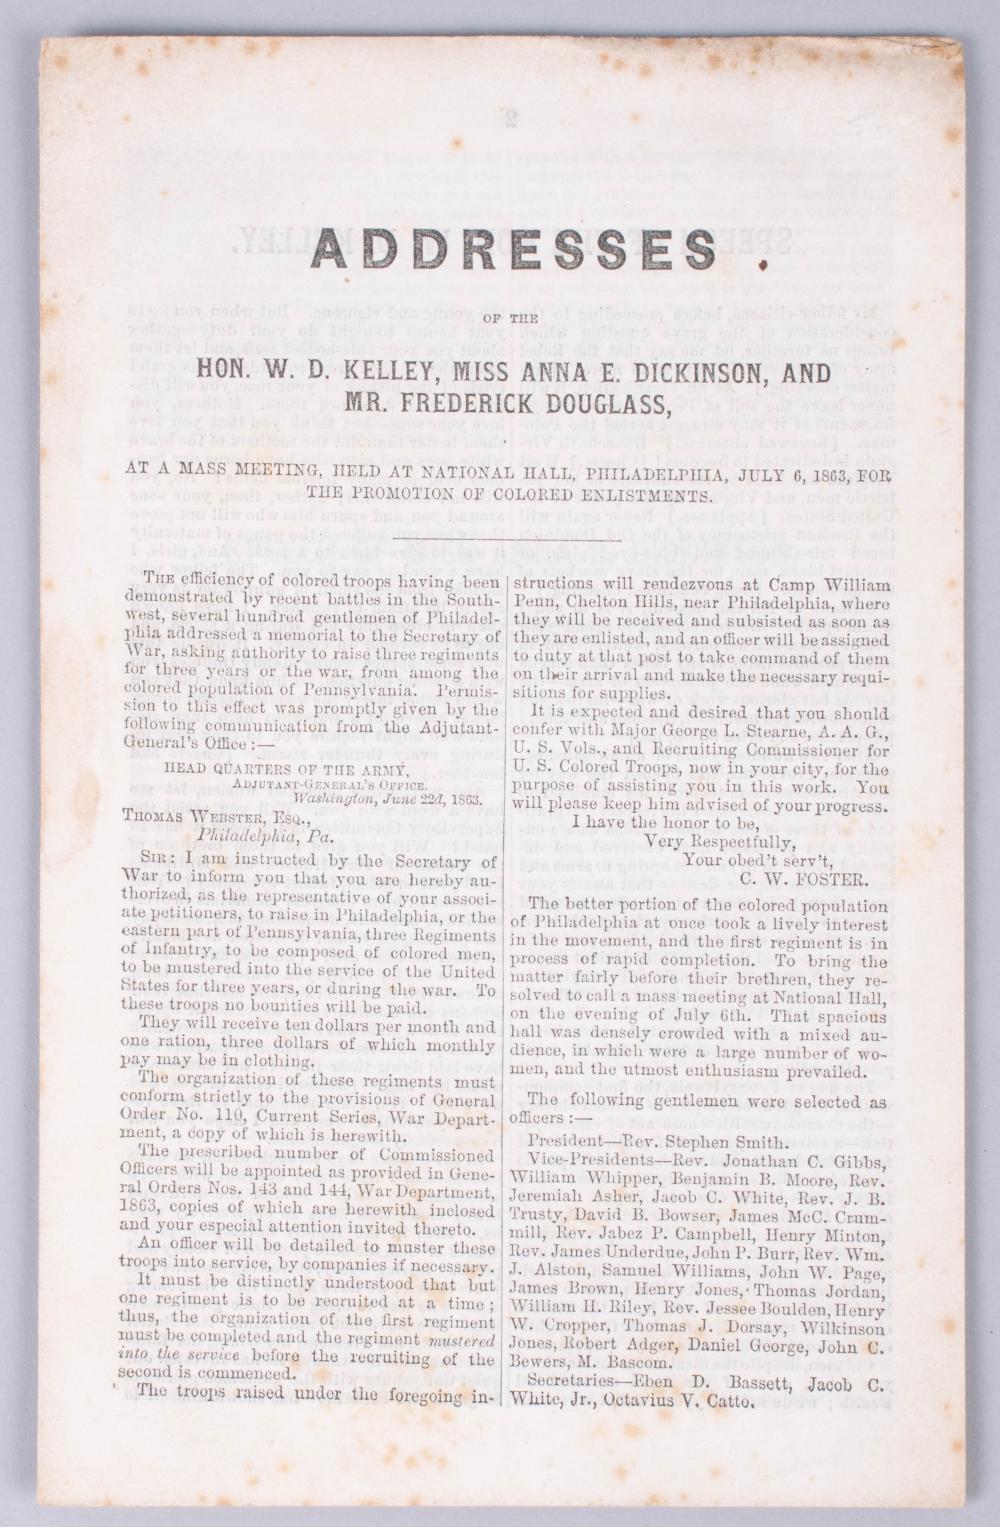 ADDRESSES
OF THE
HON. W. D. KELLEY, MISS ANNA E. DICKINSON, AND
MR. FREDERICK DOUGLASS,
AT A MASS MEETING, HELD AT NATIONAL HALL, PHILADELPHIA, JULY 6, 1863, FOR
THE PROMOTION OF COLORED ENLISTMENTS.
THE efficiency of colored troops having been
demonstrated by recent battles in the South-
west, several hundred gentlemen of Philadel-
phia addressed a memorial to the Secretary of
War, asking authority to raise three regiments
for three years or the war, from among the
colored population of Pennsylvania. Permis-
sion to this effect was promptly given by the
following communication from the Adjutant-
General's Office:—
HEAD QUARTERS OF THE ARMY,
ADJUTANT-GENERAL'S OFFICE.
Washington, June 22d, 1863.
THOMAS WEBSTER, ESQ.,
Philadelphia, Pa.
SIR: I am instructed by the Secretary of
War to inform you that you are hereby au-
thorized, as the representative of your associ-
ate petitioners, to raise in Philadelphia, or the
eastern part of Pennsylvania, three Regiments
of Infantry, to be composed of colored men,
to be mustered into the service of the United
States for three years, or during the war. To
these troops no bounties will be paid.
They will receive ten dollars per month and
one ration, three dollars of which monthly
pay may be in clothing.
The organization of these regiments must
conform strictly to the provisions of General
Order No. 110, Current Series, War Depart-
ment, a copy of which is herewith.
The prescribed number of Commissioned
Officers will be appointed as provided in Gene-
ral Orders Nos. 143 and 144, War Department,
1863, copies of which are herewith inclosed
and your especial attention invited thereto.
An officer will be detailed to muster these
troops into service, by companies if necessary.
It must be distinctly understood that but
one regiment is to be recruited at a time;
thus, the organization of the first regiment
must be completed and the regiment mustered
into the service before the recruiting of the
second is commenced.
The troops raised under the foregoing in-
structions will rendezvous at Camp William
Penn, Chelton Hills, near Philadelphia, where
they will be received and subsisted as soon as
they are enlisted, and an officer will be assigned
to duty at that post to take command of them
on their arrival and make the necessary requi-
sitions for supplies.
It is expected and desired that you should
confer with Major George L. Stearne, A. A. G.,
U. S. Vols., and Recruiting Commissioner for
U. S. Colored Troops, now in your city, for the
purpose of assisting you in this work. You
will please keep him advised of your progress.
I have the honor to be,
Very Respectfully,
Your obed't serv't,
C. W. FOSTER.
The better portion of the colored population
of Philadelphia at once took a lively interest
in the movement, and the first regiment is in
process of rapid completion. To bring the
matter fairly before their brethren, they re-
solved to call a mass meeting at National Hall,
on the evening of July 6th. That spacious
hall was densely crowded with a mixed au-
dience, in which were a large number of wo-
men, and the utmost enthusiasm prevailed.
The following gentlemen were selected as
officers:—
President—Rev. Stephen Smith.
Vice-Presidents—Rev. Jonathan C. Gibbs,
William Whipper, Benjamin B. Moore, Rev.
Jeremiah Asher, Jacob C. White, Rev. J. B.
Trusty, David B. Bowser, James McC. Crum-
mill, Rev. Jabez P. Campbell, Henry Minton,
Rev. James Underdue, John P. Burr, Rev. Wm.
J. Alston, Samuel Williams, John W. Page,
James Brown, Henry Jones, Thomas Jordan,
William H. Riley, Rev. Jessee Boulden, Henry
W. Cropper, Thomas J. Dorsay, Wilkinson
Jones, Robert Adger, Daniel George, John C.
Bewers, M. Bascom.
Secretaries—Eben D. Bassett, Jacob C.
White, Jr., Octavius V. Catto.